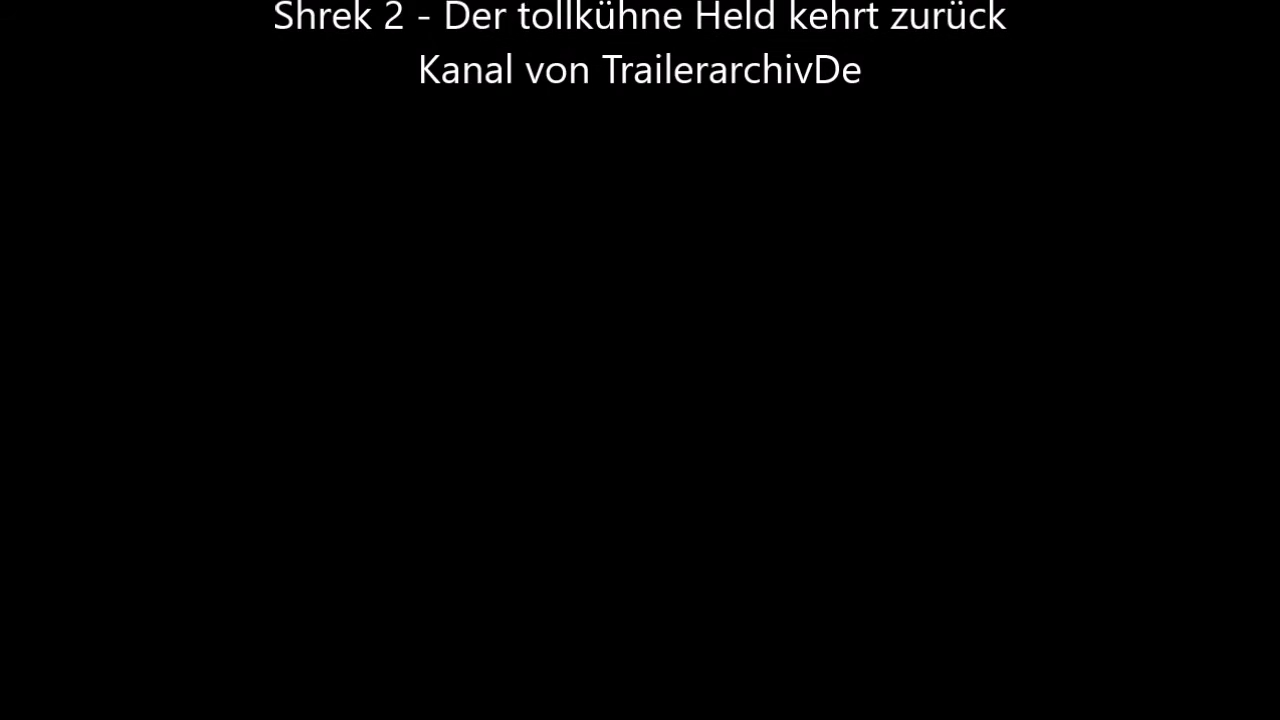 Shrek 2 - Der tollkühne Held kehrt zurück
Kanal von TrailerarchivDe